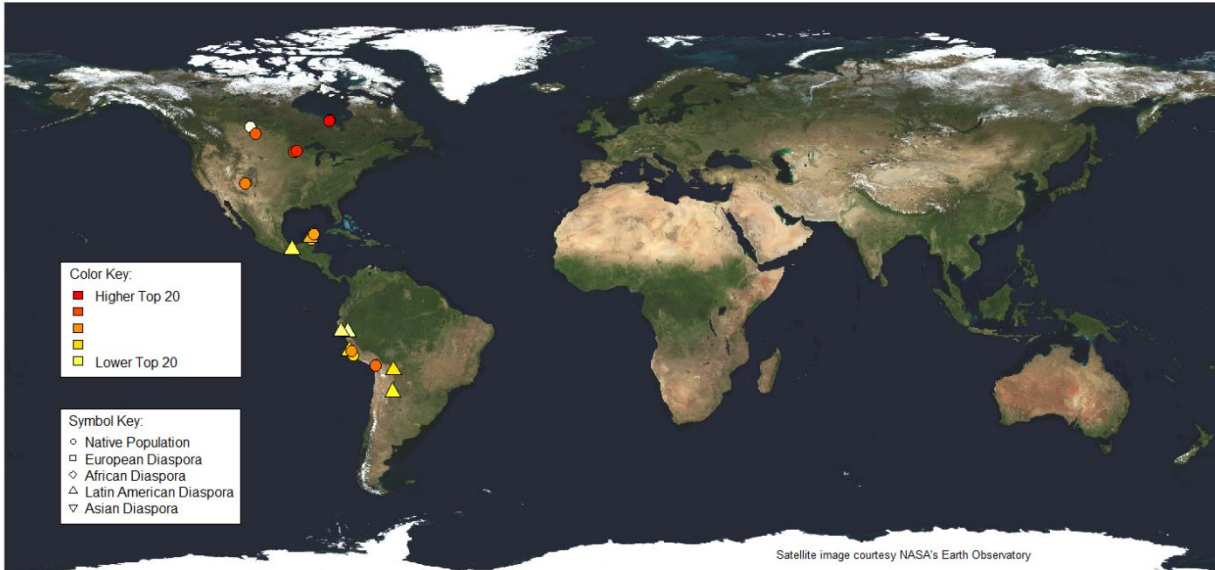 Color Key:
Higher Top 20
Lower Top 20
Symbol Key:
Native Population
European Diaspora
African Diaspora
Latin American Diaspora
Asian Diaspora
Satellite image courtesy NASA's Earth Observatory